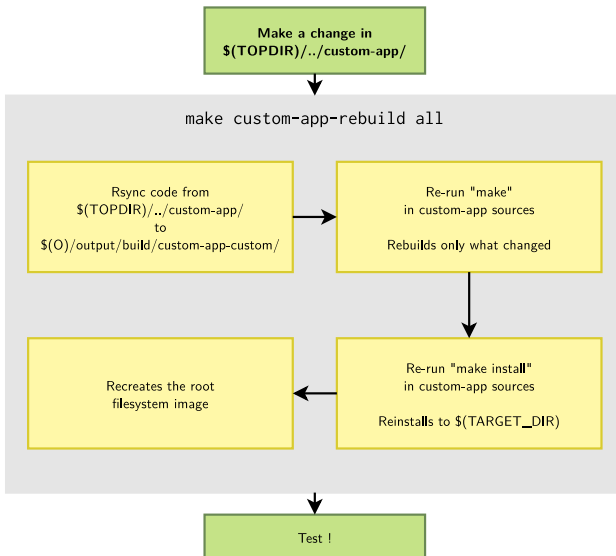 Make a change in
$(TOPDIR)/../custom-app/
make custom-app-rebuild all
Rsync code from
$(TOPDIR)/../custom-app/
to
$(O)/output/build/custom-app-custom/
Re-run "make"
in custom-app sources
Rebuilds only what changed
Re-run "make install"
in custom-app sources
Reinstalls to $(TARGET_DIR)
Recreates the root
filesystem image
Test !